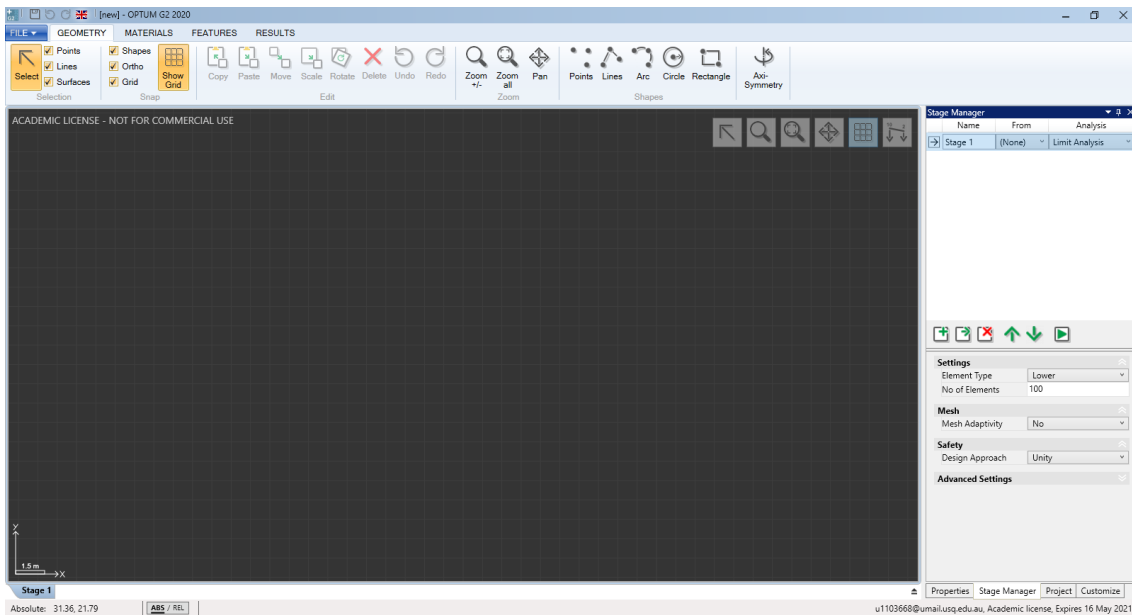 [new] - OPTUM G2 2020
FILE GEOMETRY MATERIALS FEATURES RESULTS
Select
Points
Lines
Surfaces
Selection
Shapes
Ortho
Grid
Show Grid
Snap
Copy Paste Move Scale Rotate Delete Undo Redo
Edit
Zoom +/- Zoom all Pan
Zoom
Points Lines Arc Circle Rectangle
Shapes
Axi-Symmetry
ACADEMIC LICENSE - NOT FOR COMMERCIAL USE
Stage Manager
Name From Analysis
Stage 1 (None) Limit Analysis
Settings
Element Type Lower
No of Elements 100
Mesh
Mesh Adaptivity No
Safety
Design Approach Unity
Advanced Settings
Y
1.5 m
X
Stage 1
Properties Stage Manager Project Customize
Absolute: 31.36, 21.79 ABS / REL u1103668@umail.usq.edu.au, Academic license, Expires 16 May 2021